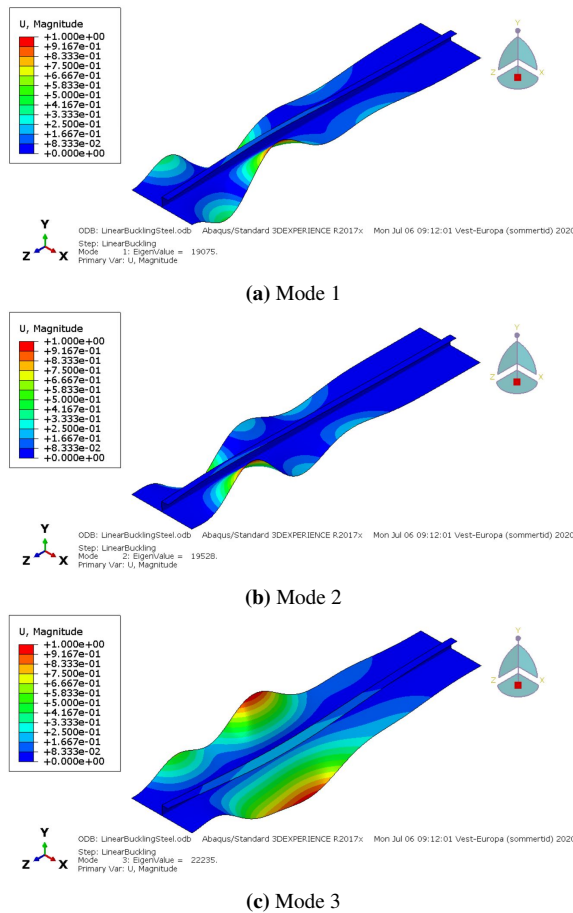 U, Magnitude
+1.000e+00
+9.167e-01
+8.333e-01
+7.500e-01
+6.667e-01
+5.833e-01
+5.000e-01
+4.167e-01
+3.333e-01
+2.500e-01
+1.667e-01
+8.333e-02
+0.000e+00
Y
Z
X
Y
Z X
ODB: LinearBucklingSteel.odb Abaqus/Standard 3DEXPERIENCE R2017x Mon Jul 06 09:12:01 Vest-Europa (sommertid) 2020
Step: LinearBuckling
Mode 1: EigenValue = 19075.
Primary Var: U, Magnitude
(a) Mode 1
U, Magnitude
+1.000e+00
+9.167e-01
+8.333e-01
+7.500e-01
+6.667e-01
+5.833e-01
+5.000e-01
+4.167e-01
+3.333e-01
+2.500e-01
+1.667e-01
+8.333e-02
+0.000e+00
Y
Z
X
Y
Z X
ODB: LinearBucklingSteel.odb Abaqus/Standard 3DEXPERIENCE R2017x Mon Jul 06 09:12:01 Vest-Europa (sommertid) 2020
Step: LinearBuckling
Mode 2: EigenValue = 19528.
Primary Var: U, Magnitude
(b) Mode 2
U, Magnitude
+1.000e+00
+9.167e-01
+8.333e-01
+7.500e-01
+6.667e-01
+5.833e-01
+5.000e-01
+4.167e-01
+3.333e-01
+2.500e-01
+1.667e-01
+8.333e-02
+0.000e+00
Y
Z
X
Y
Z X
ODB: LinearBucklingSteel.odb Abaqus/Standard 3DEXPERIENCE R2017x Mon Jul 06 09:12:01 Vest-Europa (sommertid) 2020
Step: LinearBuckling
Mode 3: EigenValue = 22235.
Primary Var: U, Magnitude
(c) Mode 3